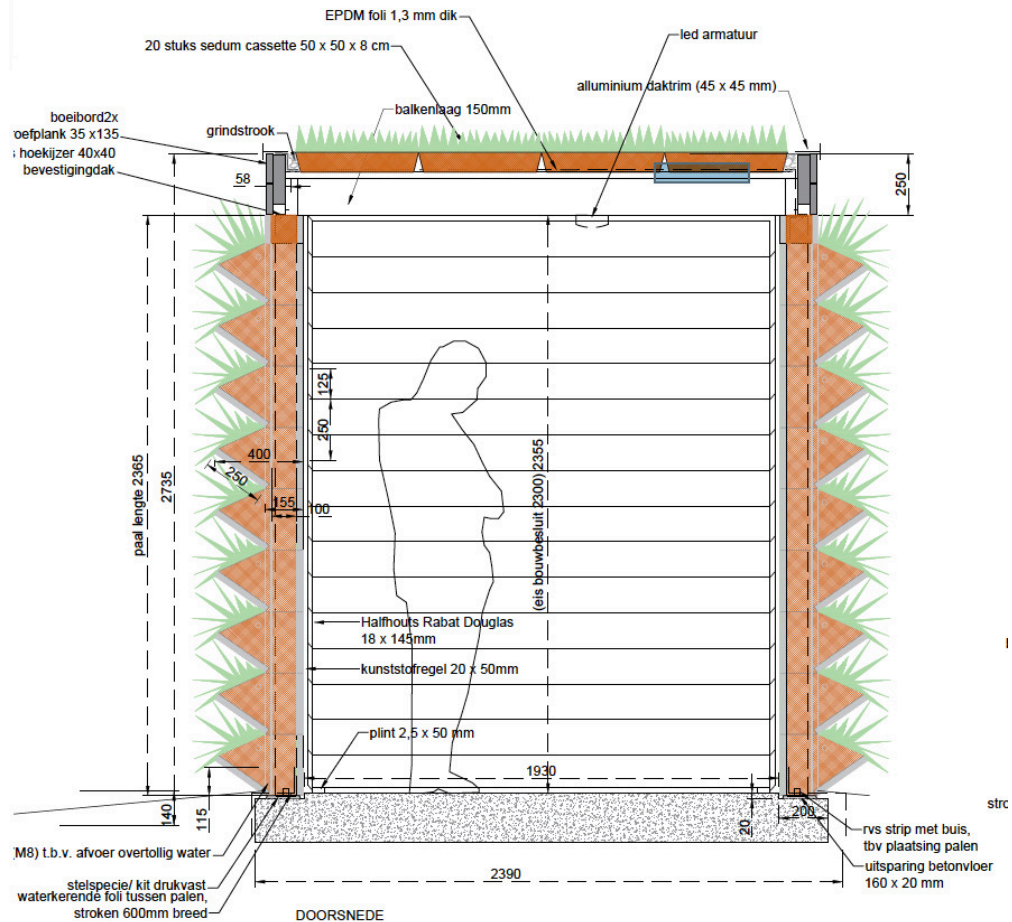 EPDM foli 1,3 mm dik
led armatuur
20 stuks sedum cassette 50 x 50 x 8 cm
alluminium daktrim (45 x 45 mm)
boeibord2x
roefplank 35 x135
balkenlaag 150mm
grindstrook
s hoekijzer 40x40
bevestigingdak
58
250
125
250
400
250
155
100
paal lengte 2365
2735
(eis bouwbesluit 2300) 2355
Halfhouts Rabat Douglas
18 x 145mm
kunststofregel 20 x 50mm
plint 2,5 x 50 mm
1930
140
115
20
200
stro
rvs strip met buis,
tbv plaatsing palen
(M8) t.b.v. afvoer overtollig water
uitsparing betonvloer
160 x 20 mm
2390
stelspecie/ kit drukvast
waterkerende foli tussen palen,
stroken 600mm breed
DOORSNEDE